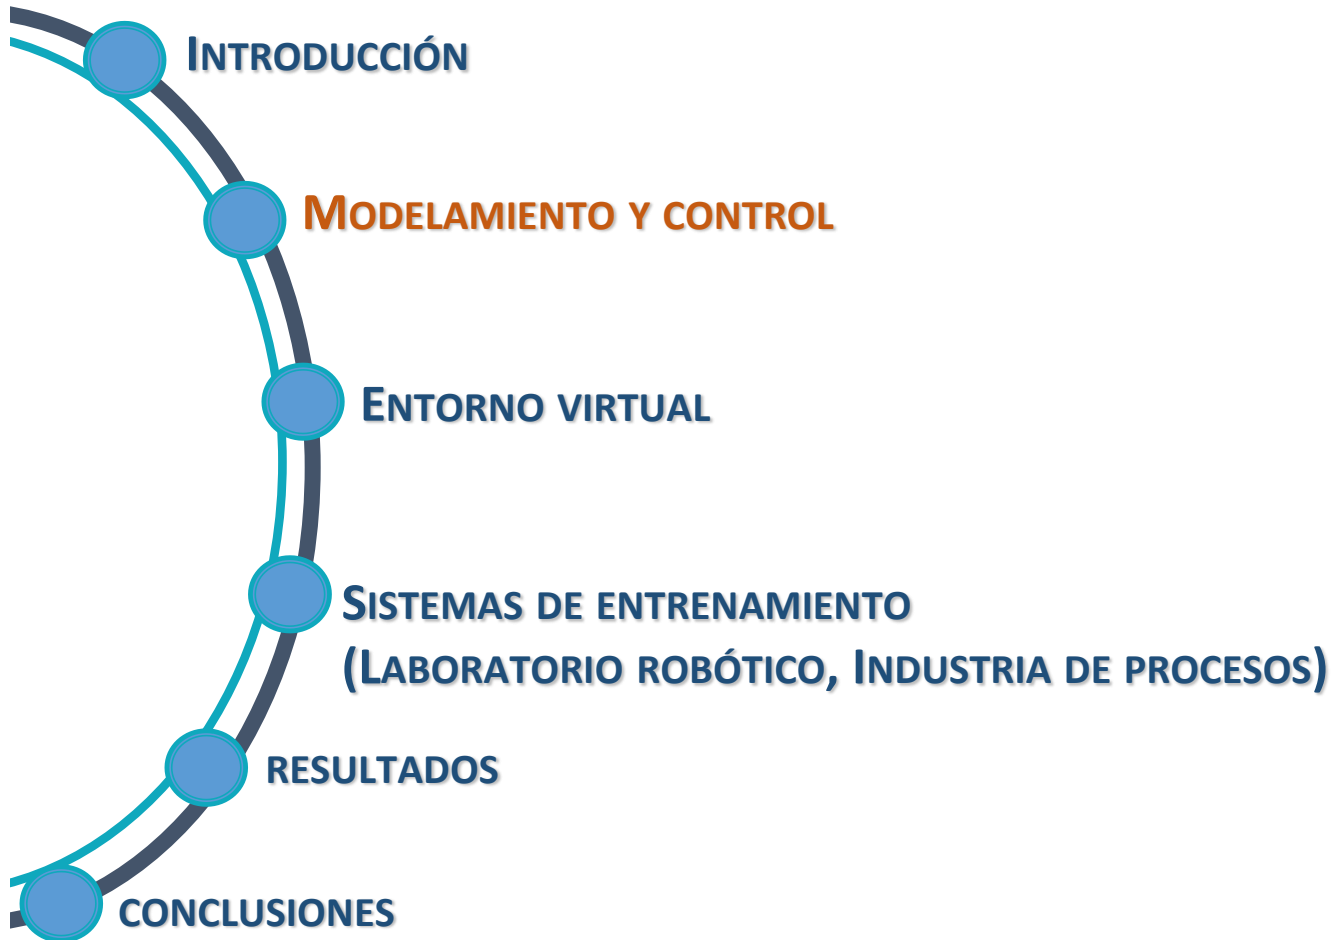 Introducción
Modelamiento y control
Entorno virtual
Sistemas de entrenamiento
(Laboratorio robótico, Industria de procesos)
resultados
conclusiones